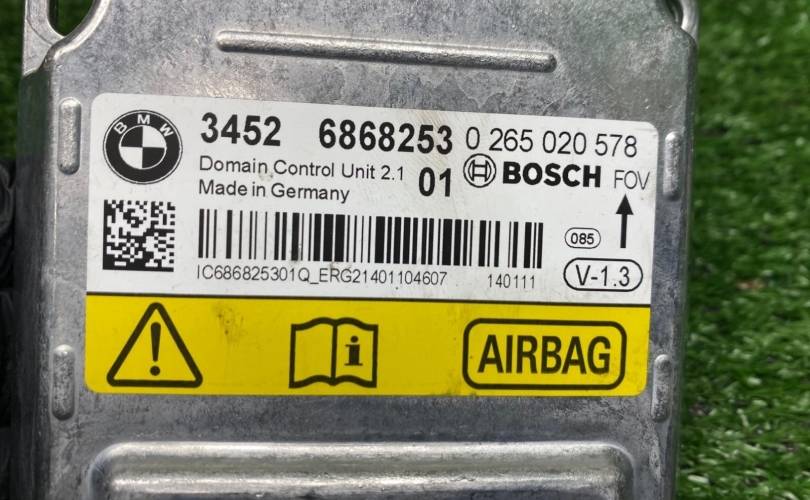 BMW
3452 6868253 0 265 020 578
Domain Control Unit 2.1 01 BOSCH FOV
Made in Germany
085
IC686825301Q_ERG21401104607 140111 V-1.3
i AIRBAG